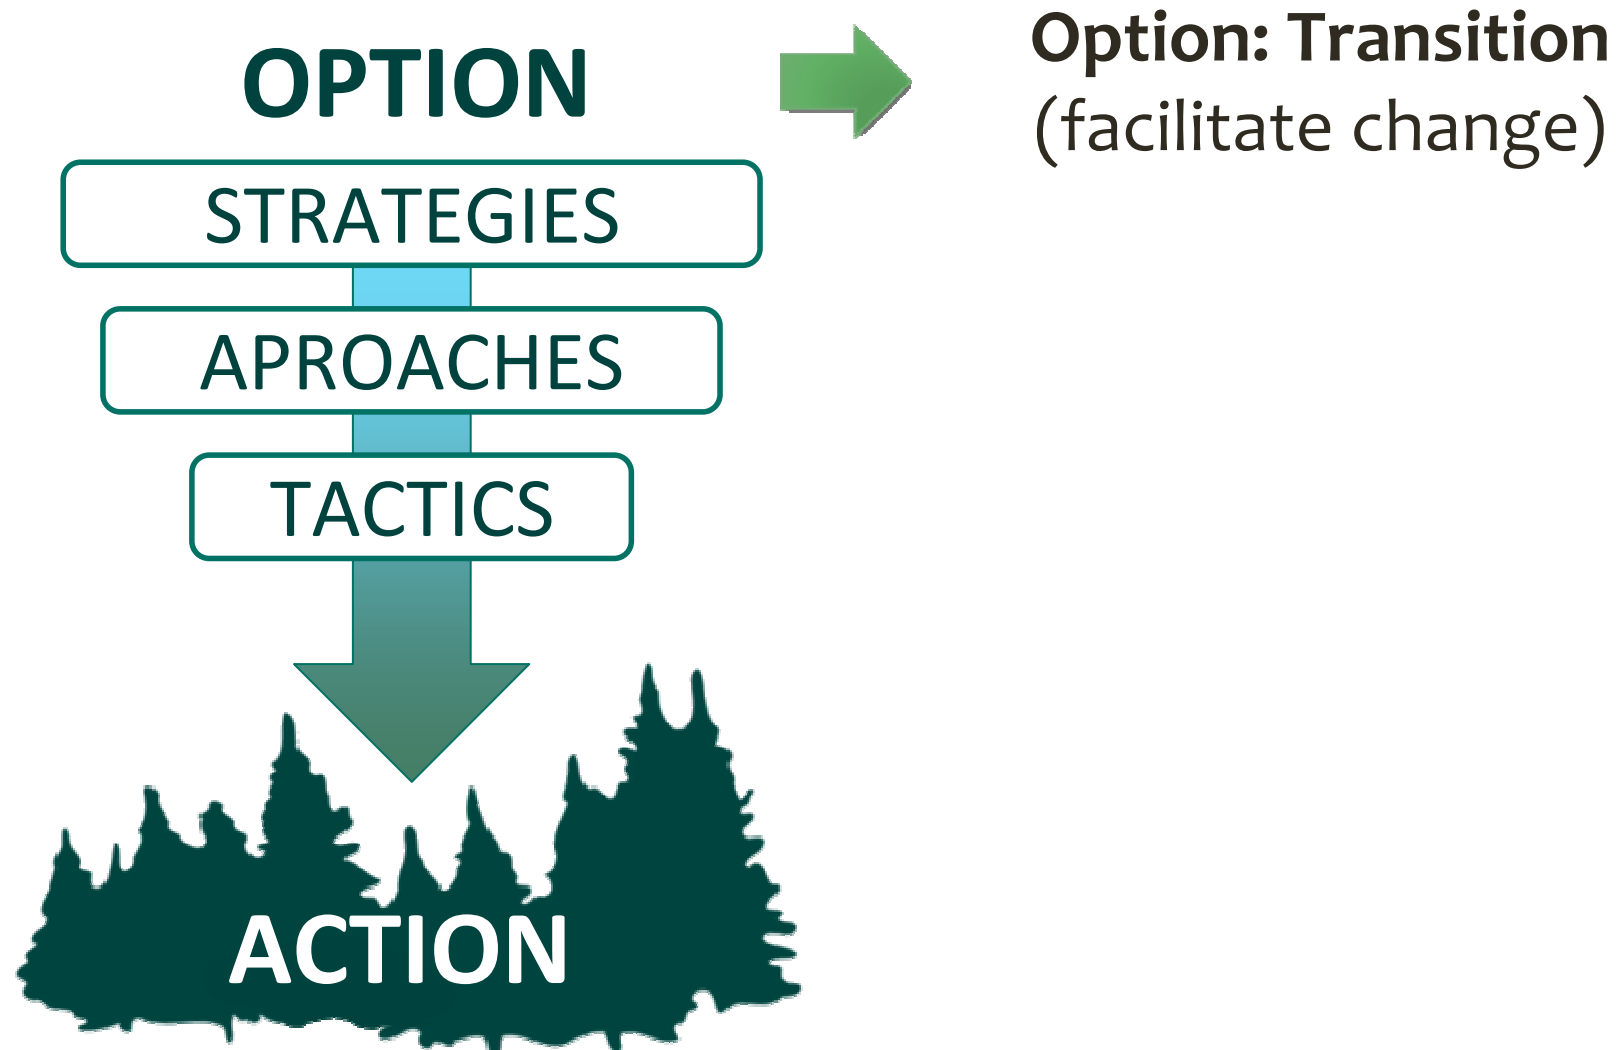 OPTION
Option: Transition
(facilitate change)
STRATEGIES
APROACHES
TACTICS
ACTION